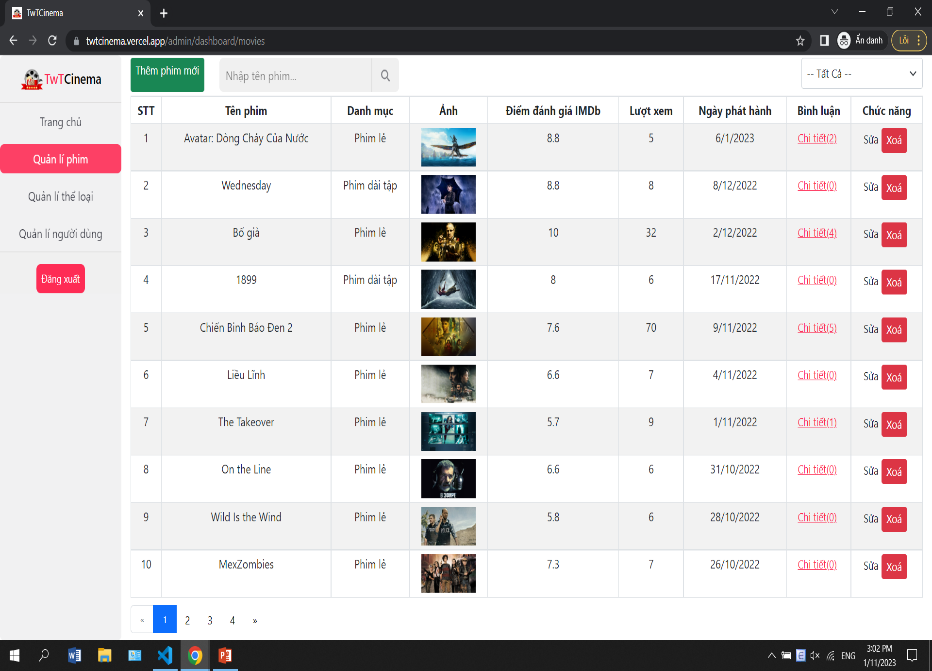 TwTCinema
twtcinema.vercel.app/admin/dashboard/movies
Ẩn danh
Lỗi
TwTCinema
Trang chủ
Quản lí phim
Quản lí thể loại
Quản lí người dùng
Đăng xuất
Thêm phim mới
Nhập tên phim...
-- Tất Cả --
STT Tên phim Danh mục Ảnh Điểm đánh giá IMDb Lượt xem Ngày phát hành Bình luận Chức năng
1 Avatar: Dòng Chảy Của Nước Phim lẻ 8.8 5 6/1/2023 Chi tiết(2) Sửa Xoá
2 Wednesday Phim dài tập 8.8 8 8/12/2022 Chi tiết(0) Sửa Xoá
3 Bố già Phim lẻ 10 32 2/12/2022 Chi tiết(4) Sửa Xoá
4 1899 Phim dài tập 8 6 17/11/2022 Chi tiết(0) Sửa Xoá
5 Chiến Binh Báo Đen 2 Phim lẻ 7.6 70 9/11/2022 Chi tiết(5) Sửa Xoá
6 Liều Lĩnh Phim lẻ 6.6 7 4/11/2022 Chi tiết(0) Sửa Xoá
7 The Takeover Phim lẻ 5.7 9 1/11/2022 Chi tiết(1) Sửa Xoá
8 On the Line Phim lẻ 6.6 6 31/10/2022 Chi tiết(0) Sửa Xoá
9 Wild Is the Wind Phim lẻ 5.8 6 28/10/2022 Chi tiết(0) Sửa Xoá
10 MexZombies Phim lẻ 7.3 7 26/10/2022 Chi tiết(0) Sửa Xoá
« 1 2 3 4 »
ENG
3:02 PM
1/11/2023